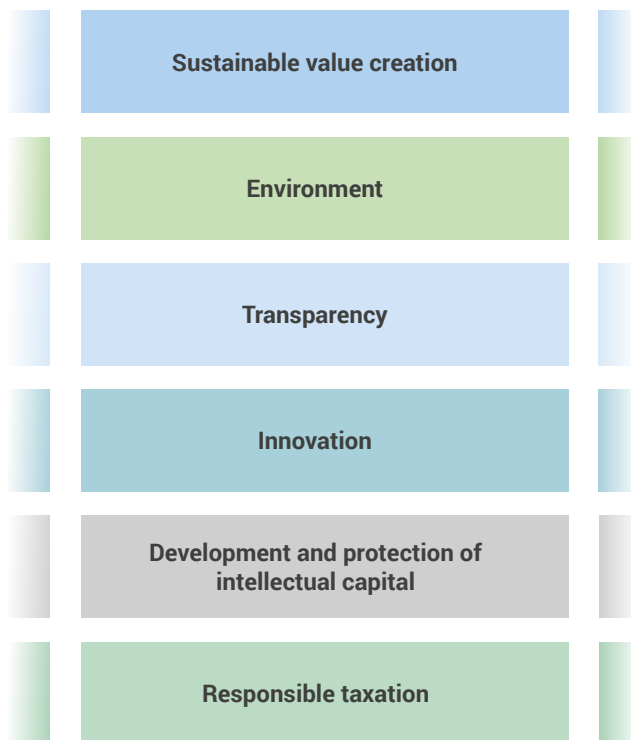 Sustainable value creation
Environment
Transparency
Innovation
Development and protection of
intellectual capital
Responsible taxation